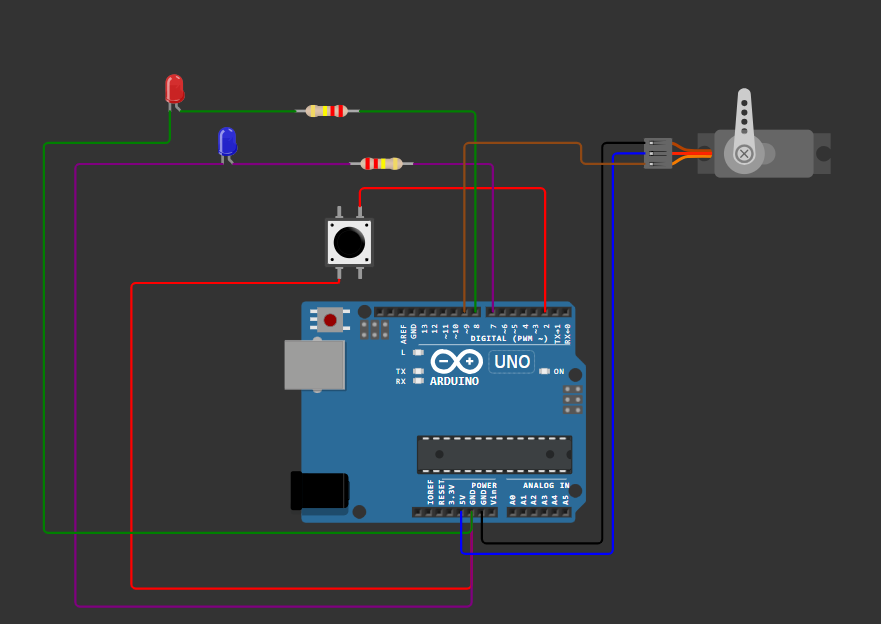 AREF
GND
13
12
~11
~10
~9
8
7
~6
~5
4
~3
2
TX→1
RX←0
DIGITAL (PWM ~)
L
TX
RX
UNO
ON
ARDUINO
IOREF
RESET
3.3V
5V
GND
GND
Vin
POWER
ANALOG IN
A0
A1
A2
A3
A4
A5